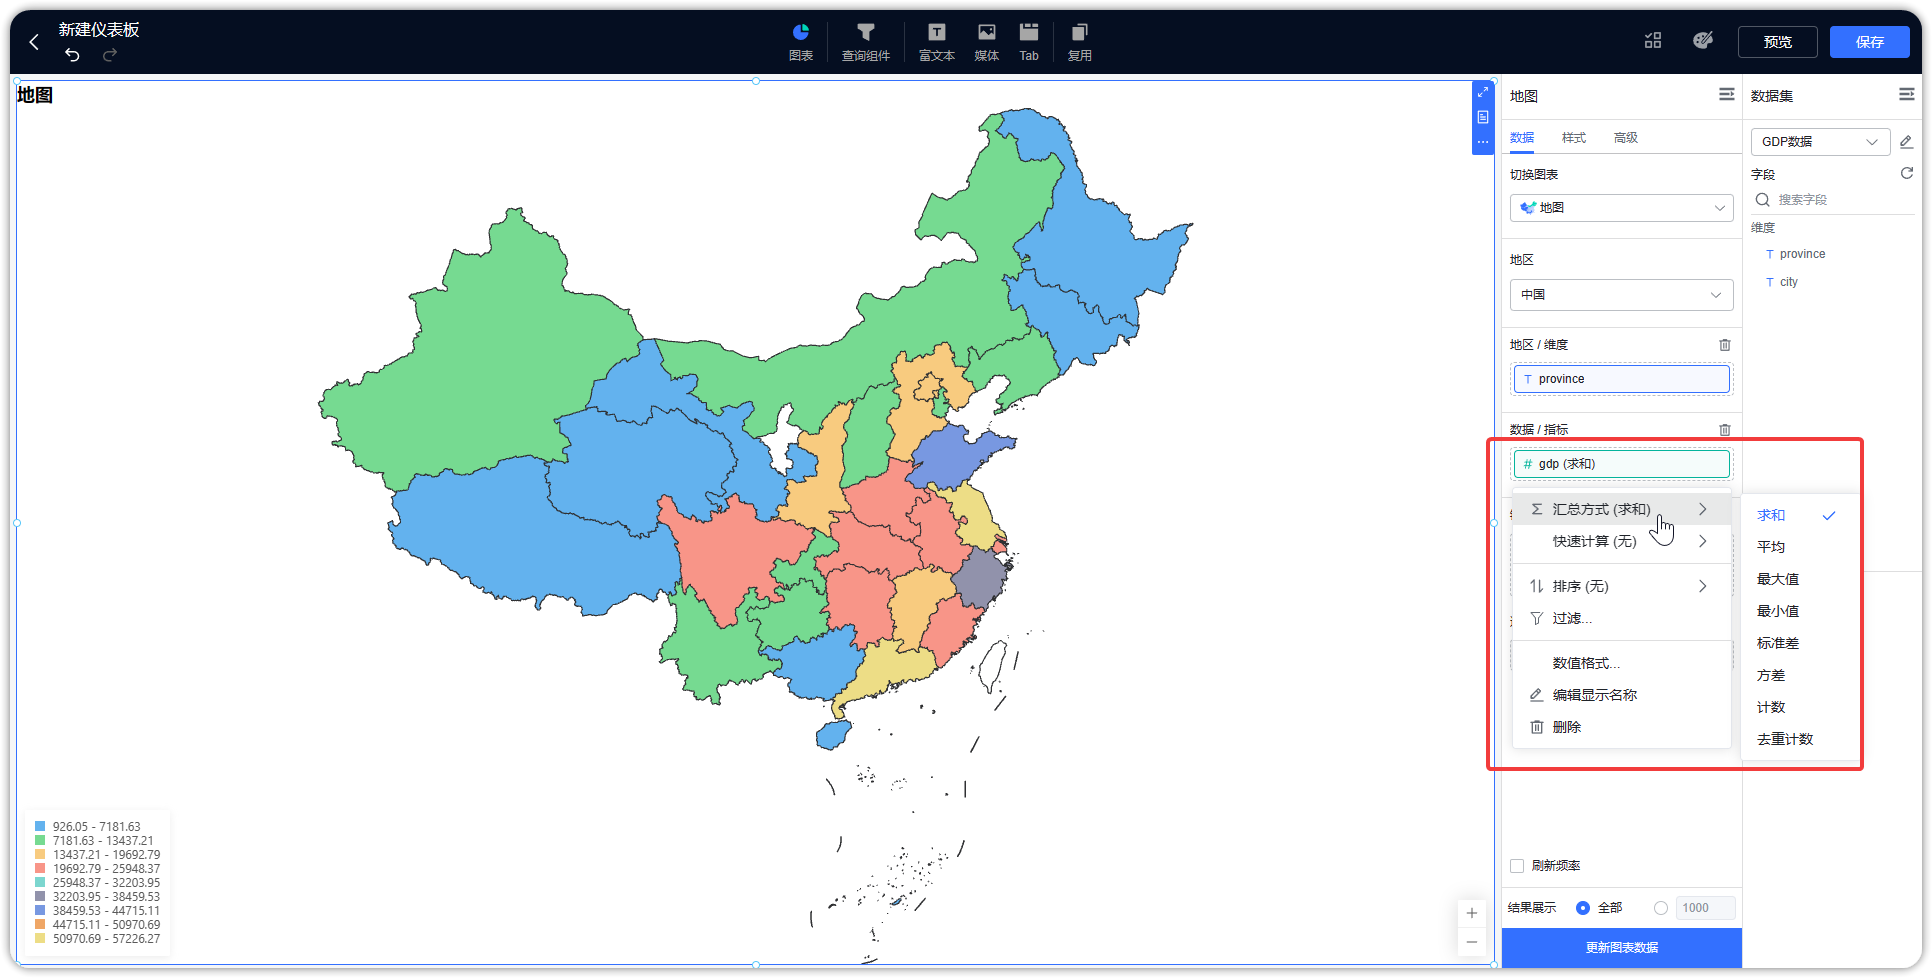 新建仪表板
图表
查询组件
富文本
媒体
Tab
复用
预览
保存
地图
926.05 - 7181.63
7181.63 - 13437.21
13437.21 - 19692.79
19692.79 - 25948.37
25948.37 - 32203.95
32203.95 - 38459.53
38459.53 - 44715.11
44715.11 - 50970.69
50970.69 - 57226.27
地图
数据 样式 高级
切换图表
地图
地区
中国
地区 / 维度
T province
数据 / 指标
# gdp (求和)
Σ 汇总方式 (求和)
快速计算 (无)
排序 (无)
过滤...
数值格式...
编辑显示名称
删除
求和
平均
最大值
最小值
标准差
方差
计数
去重计数
刷新频率
结果展示 全部 1000
更新图表数据
数据集
GDP数据
字段
搜索字段
维度
T province
T city